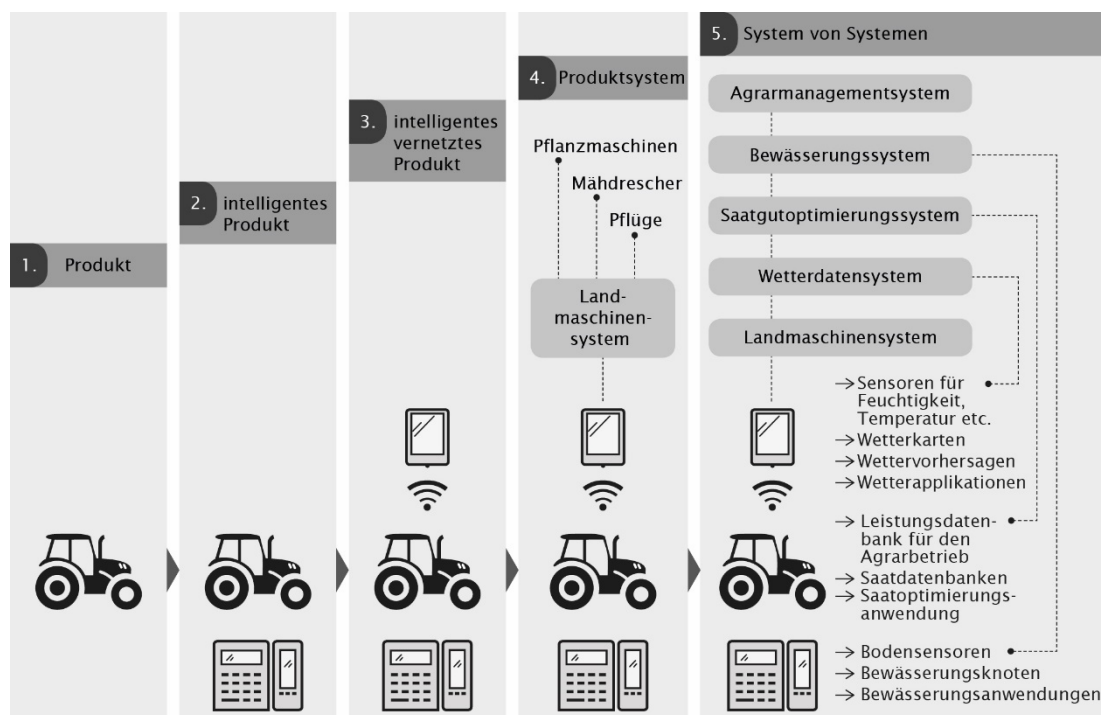 1. Produkt
2. intelligentes
Produkt
3. intelligentes
vernetztes
Produkt
4. Produktsystem
Pflanzmaschinen
Mähdrescher
Pflüge
Land-
maschinen-
system
5. System von Systemen
Agrarmanagementsystem
Bewässerungssystem
Saatgutoptimierungssystem
Wetterdatensystem
Landmaschinensystem
→ Sensoren für
Feuchtigkeit,
Temperatur etc.
→ Wetterkarten
→ Wettervorhersagen
→ Wetterapplikationen
→ Leistungsdaten-
bank für den
Agrarbetrieb
→ Saatdatenbanken
→ Saatoptimierungs-
anwendung
→ Bodensensoren
→ Bewässerungsknoten
→ Bewässerungsanwendungen